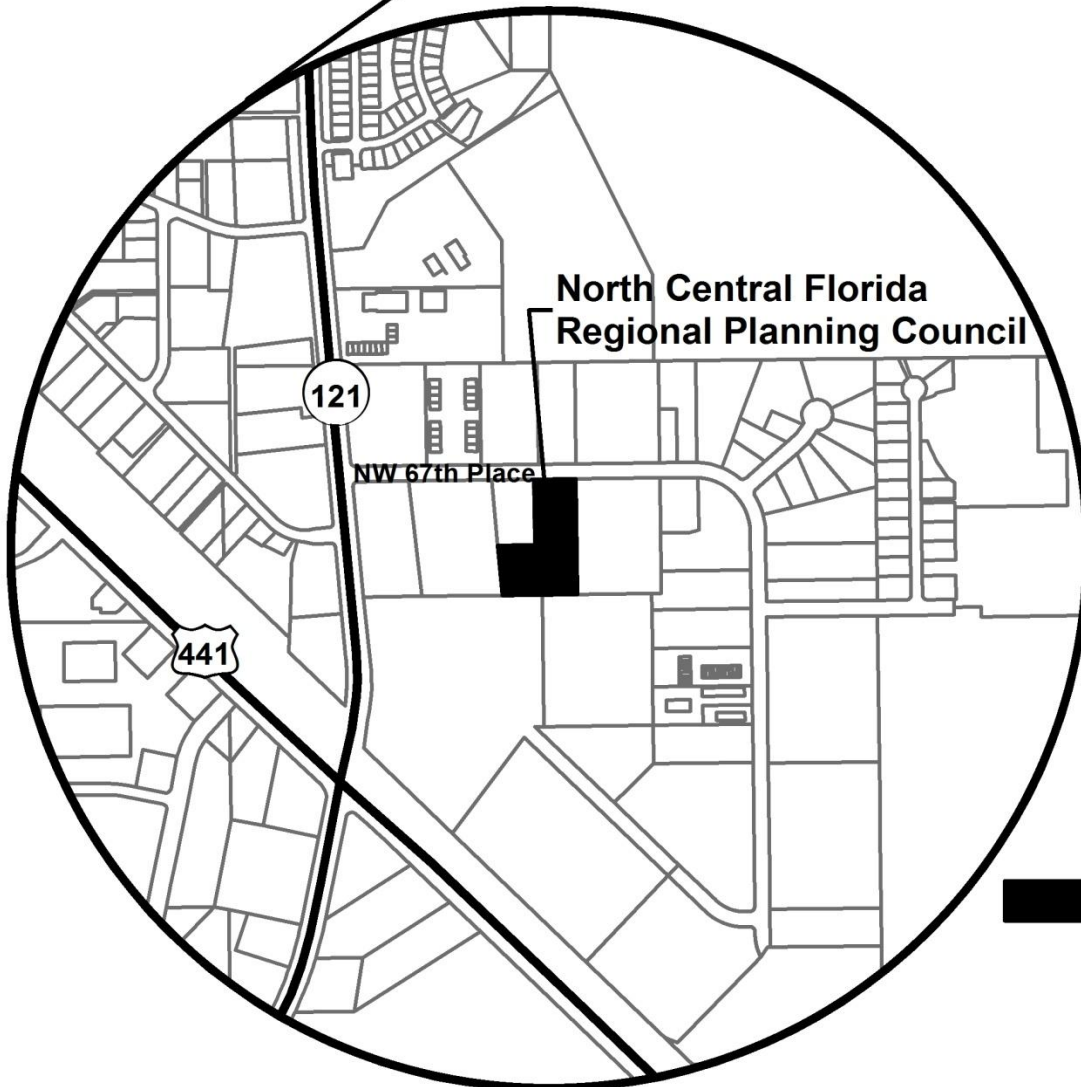 North Central Florida
Regional Planning Council
121
NW 67th Place
441